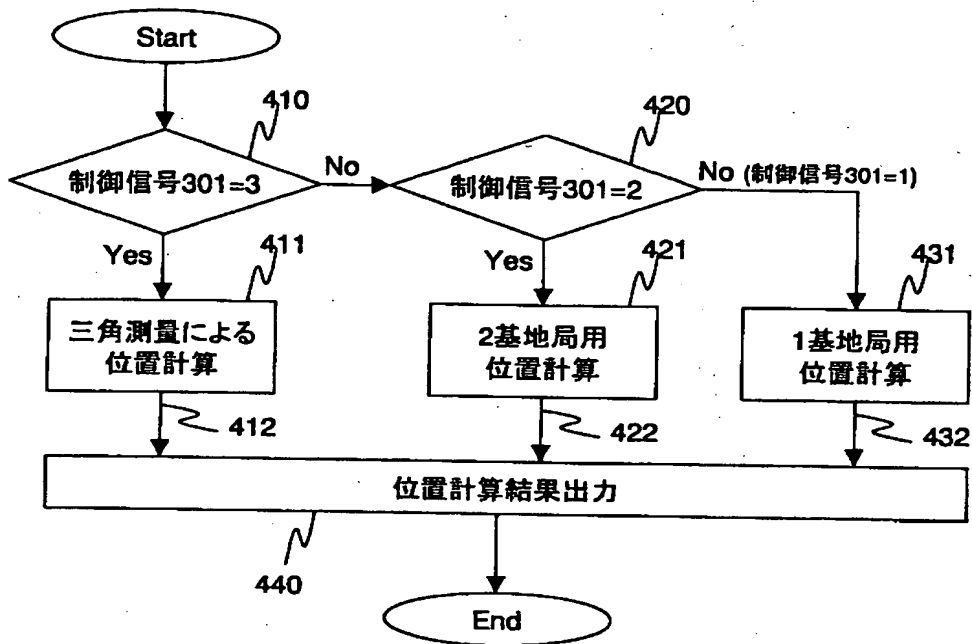 Start
410
420
制御信号301=3
No
制御信号301=2
No (制御信号301=1)
Yes
411
Yes
421
431
三角測量による
位置計算
2基地局用
位置計算
1基地局用
位置計算
412
422
432
位置計算結果出力
440
End